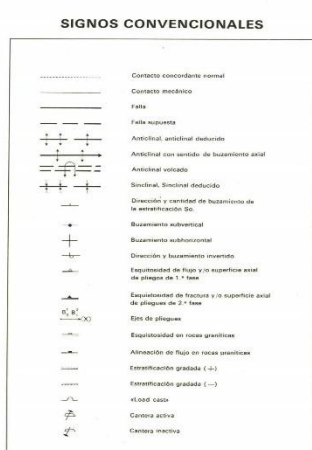 SIGNOS CONVENCIONALES
Contacto concordante normal
Contacto mecánico
Falla
Falla supuesta
Anticlinal, anticlinal deducido
Anticlinal con sentido de buzamiento axial
Anticlinal volcado
Sinclinal, Sinclinal deducido
Dirección y cantidad de buzamiento de
la estratificación So.
Buzamiento subvertical
Buzamiento subhorizontal
Dirección y buzamiento invertido
Esquitosidad de flujo y/o superficie axial
de pliegos de 1.ª fase
Esquistosidad de fractura y/o superficie axial
de pliegues de 2.ª fase
Ejes de pliegues
Esquistosidad en rocas graníticas
Alineación de flujo en rocas graníticas
Estratificación gradada (+)
Estratificación gradada (—)
«Load cast»
Cantera activa
Cantera inactiva